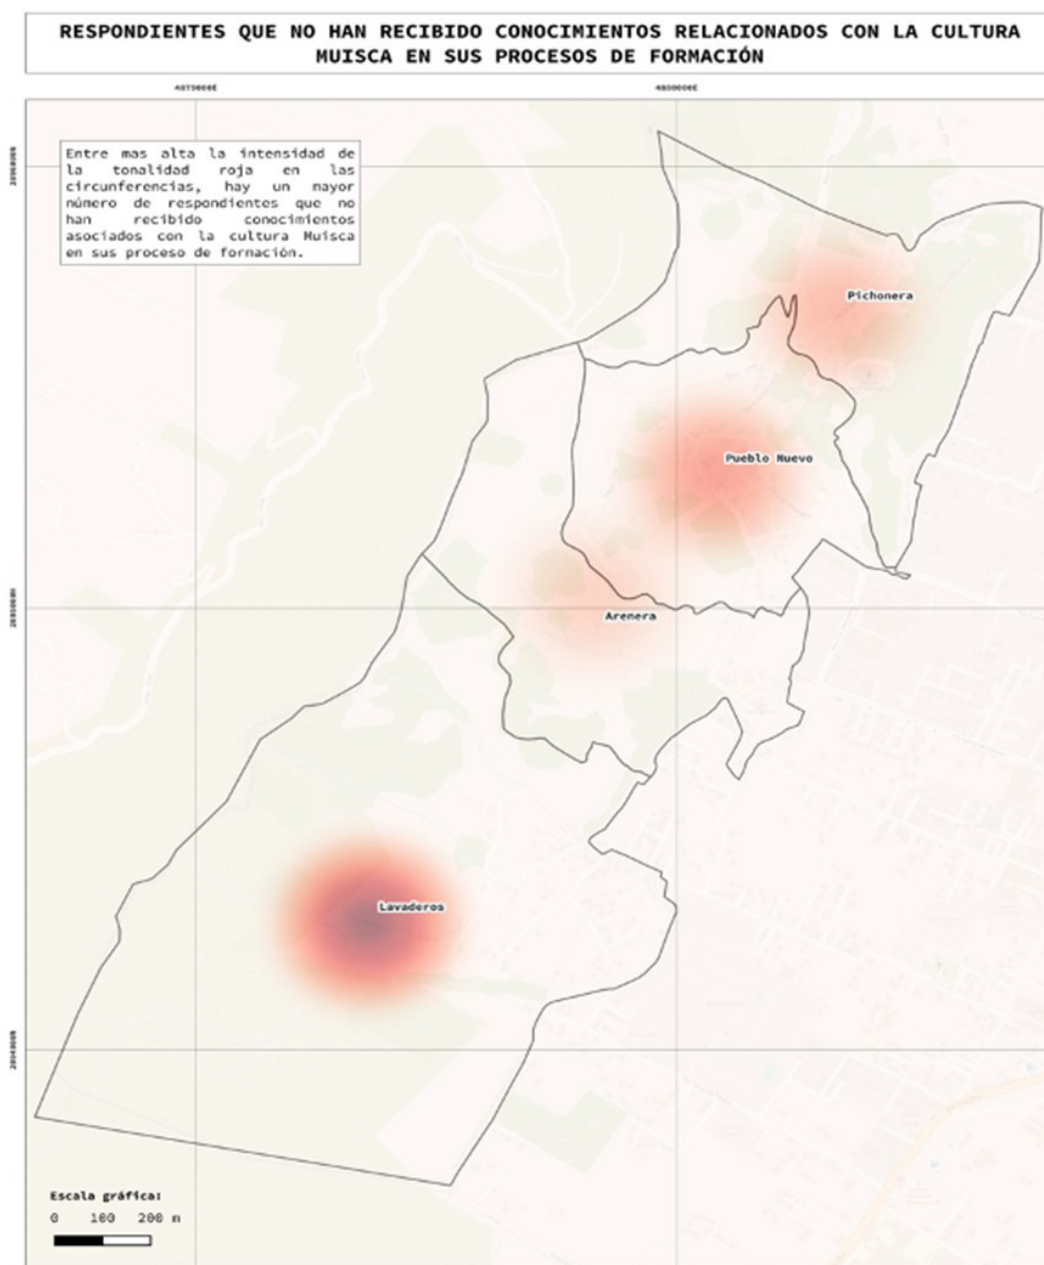 RESPONDIENTES QUE NO HAN RECIBIDO CONOCIMIENTOS RELACIONADOS CON LA CULTURA
MUISCA EN SUS PROCESOS DE FORMACIÓN
4879000E
4880000E
Entre mas alta la intensidad de
la tonalidad roja en las
circunferencias, hay un mayor
número de respondientes que no
han recibido conocimientos
asociados con la cultura Muisca
en sus proceso de formación.
Pichonera
Pueblo Nuevo
Arenera
Lavaderos
Escala gráfica:
0 100 200 m